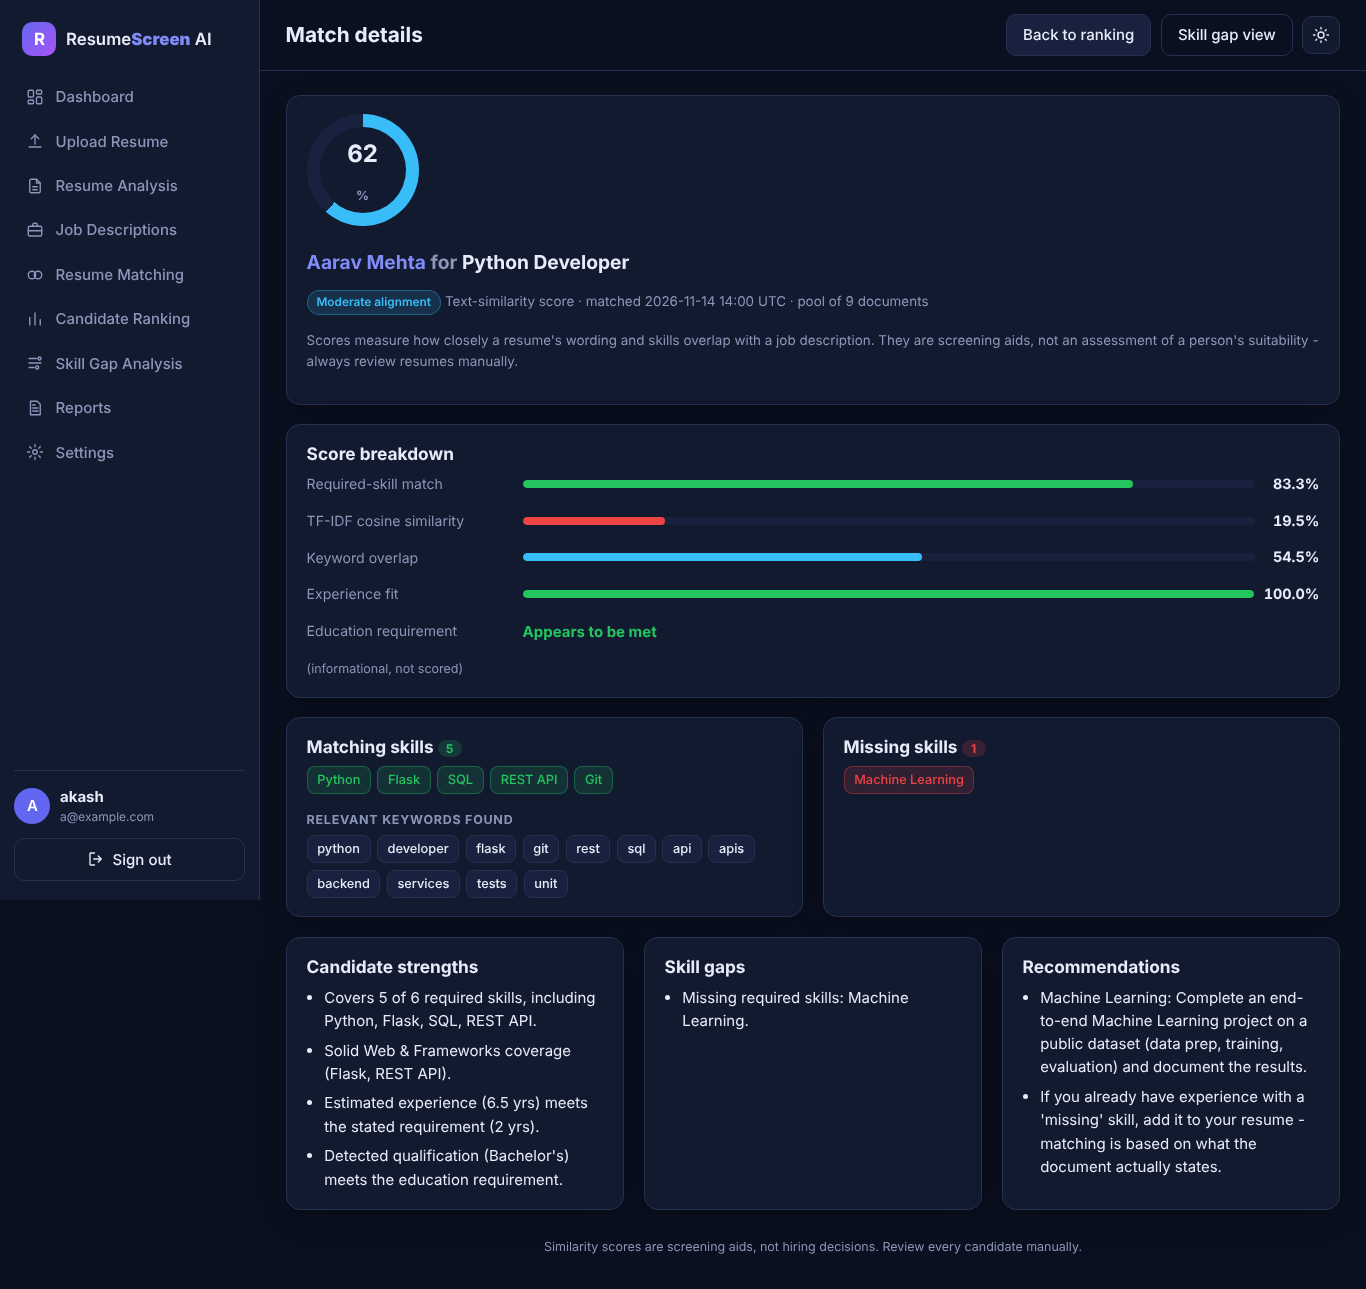 R ResumeScreen AI
Dashboard
Upload Resume
Resume Analysis
Job Descriptions
Resume Matching
Candidate Ranking
Skill Gap Analysis
Reports
Settings
A akash
a@example.com
Sign out
Match details
Back to ranking
Skill gap view
62
%
Aarav Mehta for Python Developer
Moderate alignment Text-similarity score · matched 2026-11-14 14:00 UTC · pool of 9 documents
Scores measure how closely a resume's wording and skills overlap with a job description. They are screening aids, not an assessment of a person's suitability -
always review resumes manually.
Score breakdown
Required-skill match 83.3%
TF-IDF cosine similarity 19.5%
Keyword overlap 54.5%
Experience fit 100.0%
Education requirement Appears to be met
(informational, not scored)
Matching skills 5
Python Flask SQL REST API Git
RELEVANT KEYWORDS FOUND
python developer flask git rest sql api apis
backend services tests unit
Missing skills 1
Machine Learning
Candidate strengths
• Covers 5 of 6 required skills, including
Python, Flask, SQL, REST API.
• Solid Web & Frameworks coverage
(Flask, REST API).
• Estimated experience (6.5 yrs) meets
the stated requirement (2 yrs).
• Detected qualification (Bachelor's)
meets the education requirement.
Skill gaps
• Missing required skills: Machine
Learning.
Recommendations
• Machine Learning: Complete an end-
to-end Machine Learning project on a
public dataset (data prep, training,
evaluation) and document the results.
• If you already have experience with a
'missing' skill, add it to your resume -
matching is based on what the
document actually states.
Similarity scores are screening aids, not hiring decisions. Review every candidate manually.